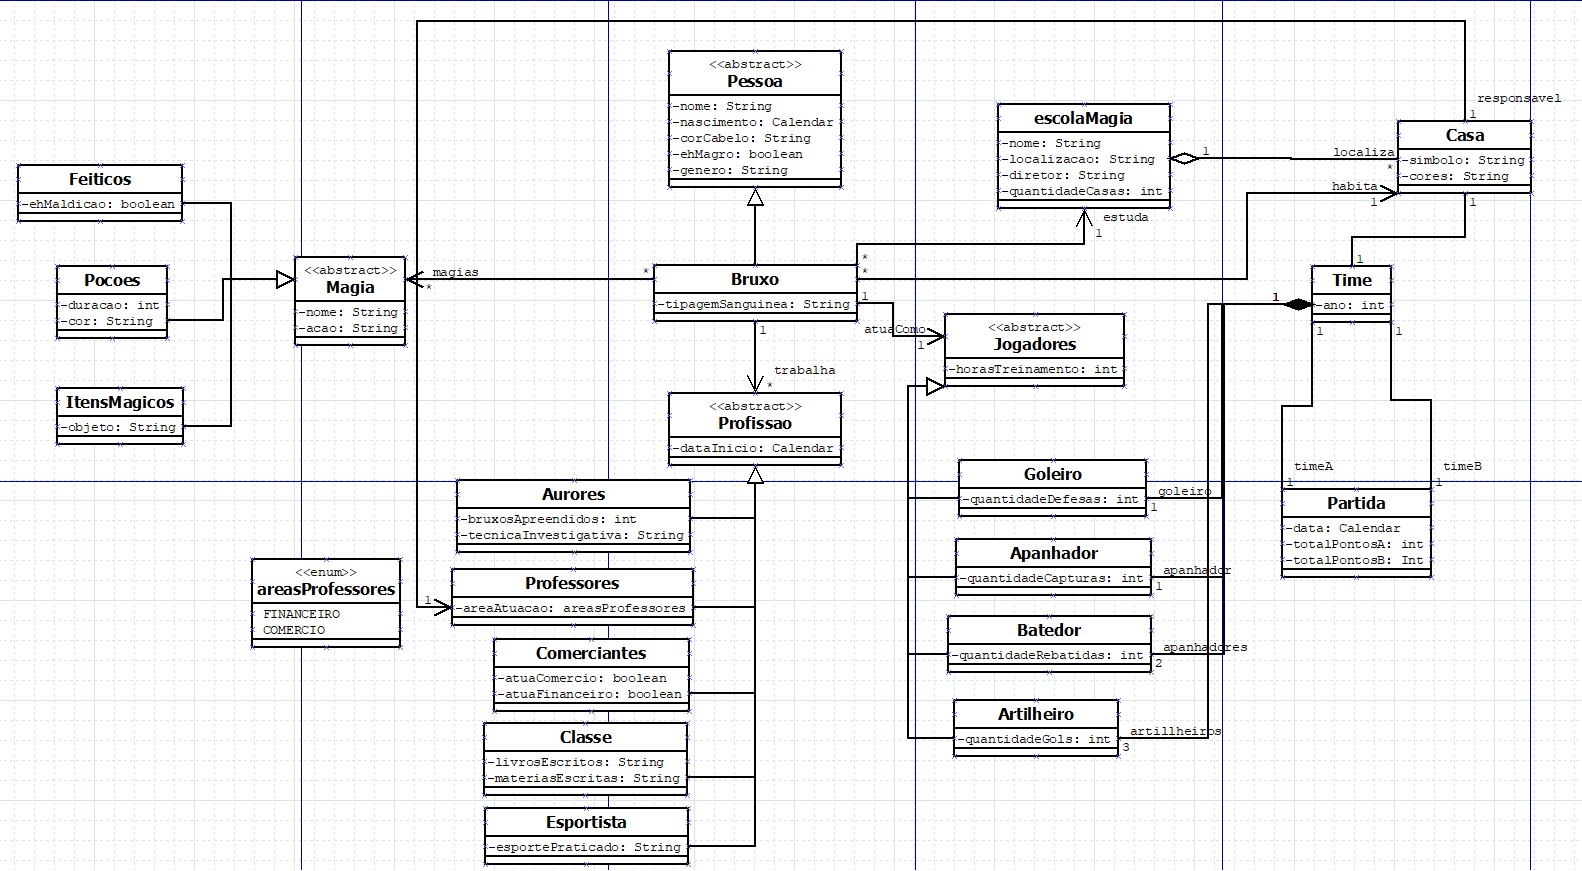 <<abstract>>
Pessoa
-nome: String
-nascimento: Calendar
-corCabelo: String
-ehMagro: boolean
-genero: String
responsavel
1
escolaMagia
-nome: String
-localizacao: String
-diretor: String
-quantidadeCasas: int
1
localiza
*
Casa
-simbolo: String
-cores: String
habita
1
1
estuda
1
Feiticos
-ehMaldicao: boolean
Pocoes
-duracao: int
-cor: String
ItensMagicos
-objeto: String
<<abstract>>
Magia
-nome: String
-acao: String
magias
*
*
Bruxo
-tipagemSanguinea: String
*
*
1
1
atuaComo
1
<<abstract>>
Jogadores
-horasTreinamento: int
1
1
Time
-ano: int
1
1
trabalha
*
<<abstract>>
Profissao
-dataInicio: Calendar
Aurores
-bruxosApreendidos: int
-tecnicaInvestigativa: String
<<enum>>
areasProfessores
FINANCEIRO
COMERCIO
1
Professores
-areaAtuacao: areasProfessores
Comerciantes
-atuaComercio: boolean
-atuaFinanceiro: boolean
Classe
-livrosEscritos: String
-materiasEscritas: String
Esportista
-esportePraticado: String
Goleiro
-quantidadeDefesas: int
goleiro
1
Apanhador
-quantidadeCapturas: int
apanhador
1
Batedor
-quantidadeRebatidas: int
apanhadores
2
Artilheiro
-quantidadeGols: int
artillheiros
3
timeA
1
timeB
1
Partida
-data: Calendar
-totalPontosA: int
-totalPontosB: Int